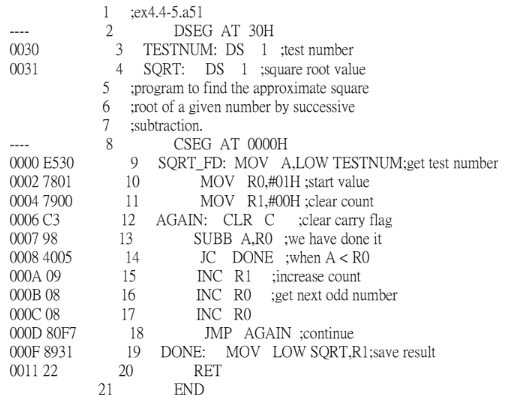 1 ;ex4.4-5.a51
---- 2 DSEG AT 30H
0030 3 TESTNUM: DS 1 ;test number
0031 4 SQRT: DS 1 ;square root value
5 ;program to find the approximate square
6 ;root of a given number by successive
7 ;subtraction.
---- 8 CSEG AT 0000H
0000 E530 9 SQRT_FD: MOV A,LOW TESTNUM;get test number
0002 7801 10 MOV R0,#01H ;start value
0004 7900 11 MOV R1,#00H ;clear count
0006 C3 12 AGAIN: CLR C ;clear carry flag
0007 98 13 SUBB A,R0 ;we have done it
0008 4005 14 JC DONE ;when A < R0
000A 09 15 INC R1 ;increase count
000B 08 16 INC R0 ;get next odd number
000C 08 17 INC R0
000D 80F7 18 JMP AGAIN ;continue
000F 8931 19 DONE: MOV LOW SQRT,R1;save result
0011 22 20 RET
21 END